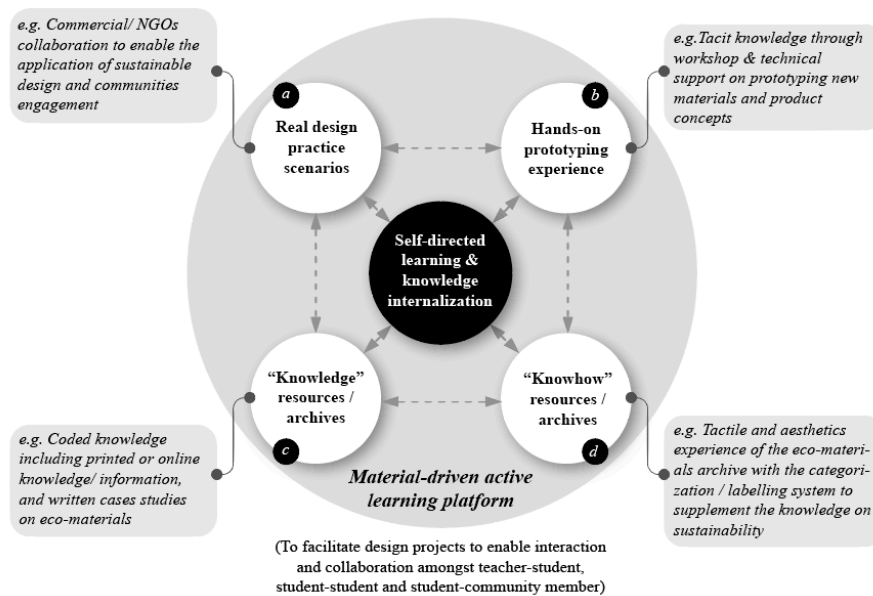 e.g. Commercial/ NGOs
collaboration to enable the
application of sustainable
design and communities
engagement
e.g.Tacit knowledge through
workshop & technical
support on prototyping new
materials and product
concepts
a
Real design
practice
scenarios
b
Hands-on
prototyping
experience
Self-directed
learning &
knowledge
internalization
“Knowledge”
resources /
archives
c
“Knowhow”
resources /
archives
d
e.g. Coded knowledge
including printed or online
knowledge/ information,
and written cases studies
on eco-materials
e.g. Tactile and aesthetics
experience of the eco-materi-
als archive with the categori-
zation / labelling system to
supplement the knowledge on
sustainability
Material-driven active
learning platform
(To facilitate design projects to enable interaction
and collaboration amongst teacher-student,
student-student and student-community member)